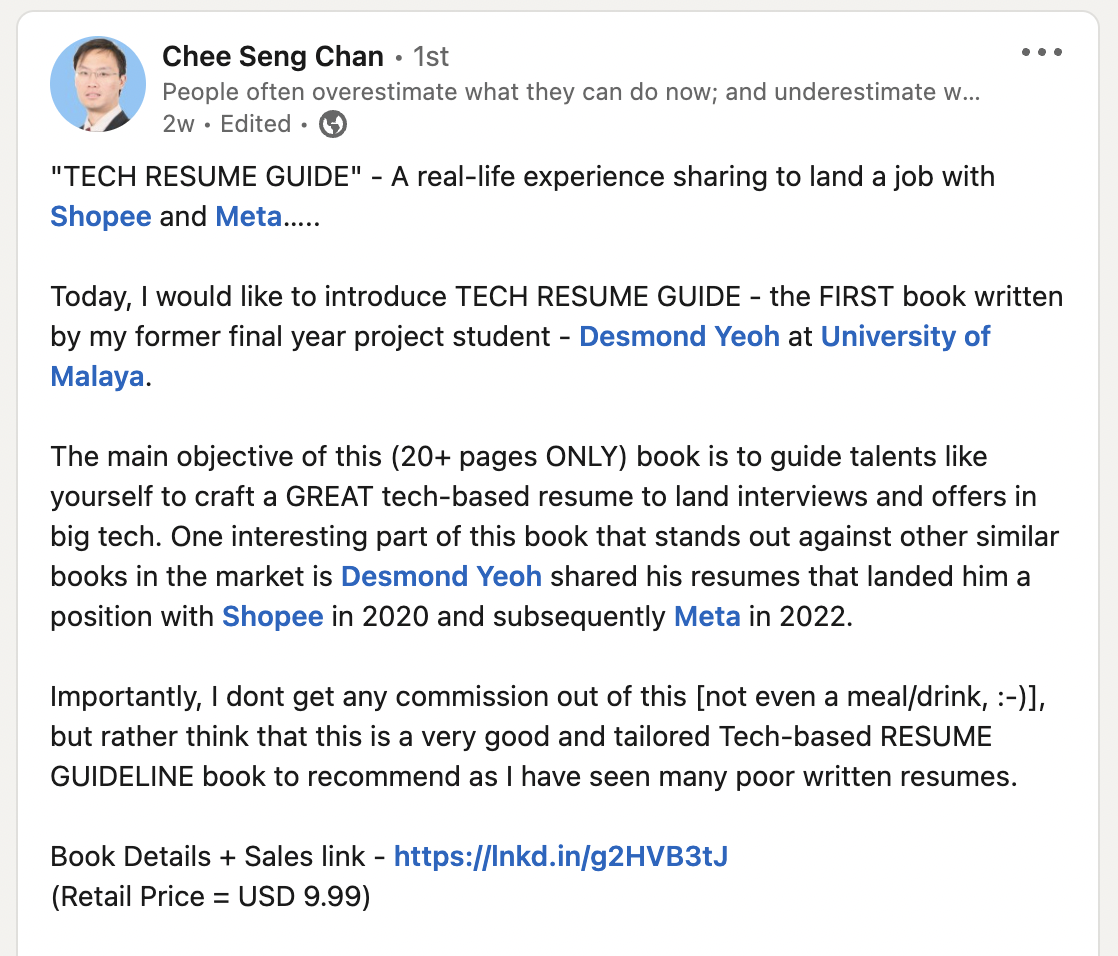 Chee Seng Chan • 1st
People often overestimate what they can do now; and underestimate w...
2w • Edited •
"TECH RESUME GUIDE" - A real-life experience sharing to land a job with
Shopee and Meta.....
Today, I would like to introduce TECH RESUME GUIDE - the FIRST book written
by my former final year project student - Desmond Yeoh at University of
Malaya.
The main objective of this (20+ pages ONLY) book is to guide talents like
yourself to craft a GREAT tech-based resume to land interviews and offers in
big tech. One interesting part of this book that stands out against other similar
books in the market is Desmond Yeoh shared his resumes that landed him a
position with Shopee in 2020 and subsequently Meta in 2022.
Importantly, I dont get any commission out of this [not even a meal/drink, :-)],
but rather think that this is a very good and tailored Tech-based RESUME
GUIDELINE book to recommend as I have seen many poor written resumes.
Book Details + Sales link - https://lnkd.in/g2HVB3tJ
(Retail Price = USD 9.99)